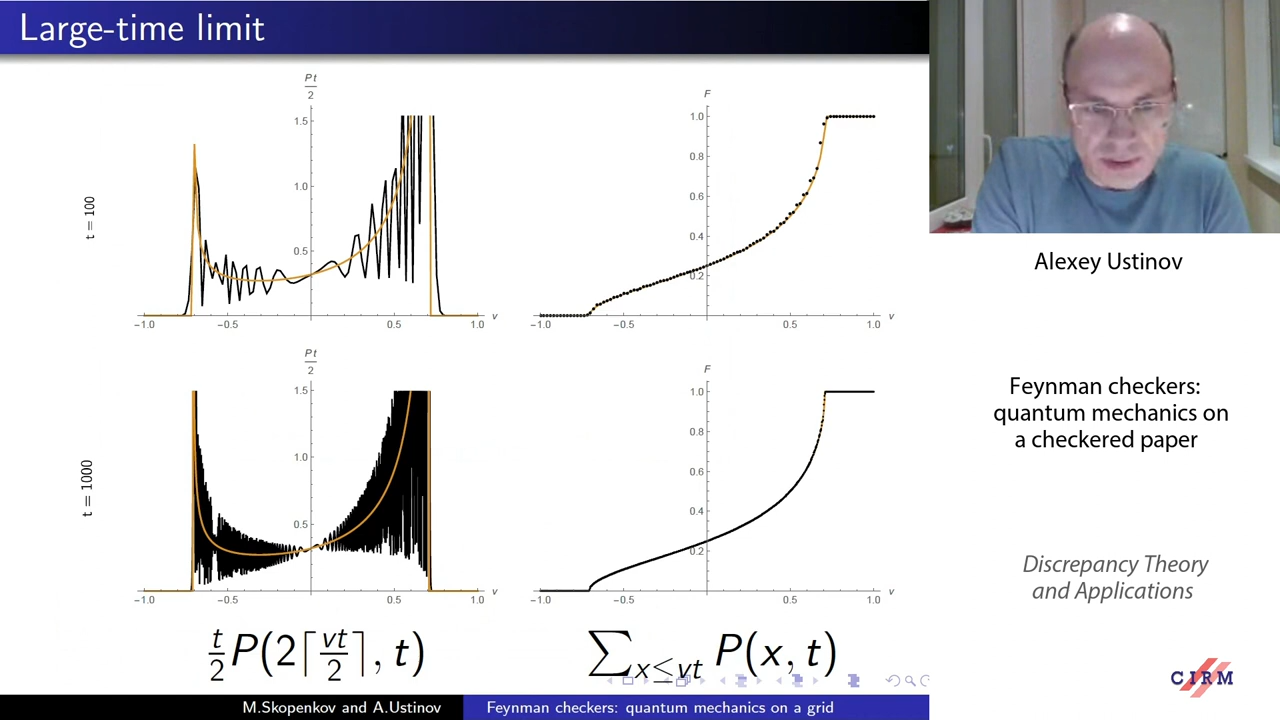 Large-time limit
Pt
2
1.5
1.0
0.5
t = 100
−1.0
−0.5
0.5
1.0
v
F
1.0
0.8
0.6
0.4
0.2
−1.0
−0.5
0.5
1.0
v
Pt
2
1.5
1.0
0.5
t = 1000
−1.0
−0.5
0.5
1.0
v
F
1.0
0.8
0.6
0.4
0.2
−1.0
−0.5
0.5
1.0
v
t/2 P(2⌈vt/2⌉, t)
∑x≤vt P(x, t)
M.Skopenkov and A.Ustinov
Feynman checkers: quantum mechanics on a grid
Alexey Ustinov
Feynman checkers:
quantum mechanics on
a checkered paper
Discrepancy Theory
and Applications
CIRM